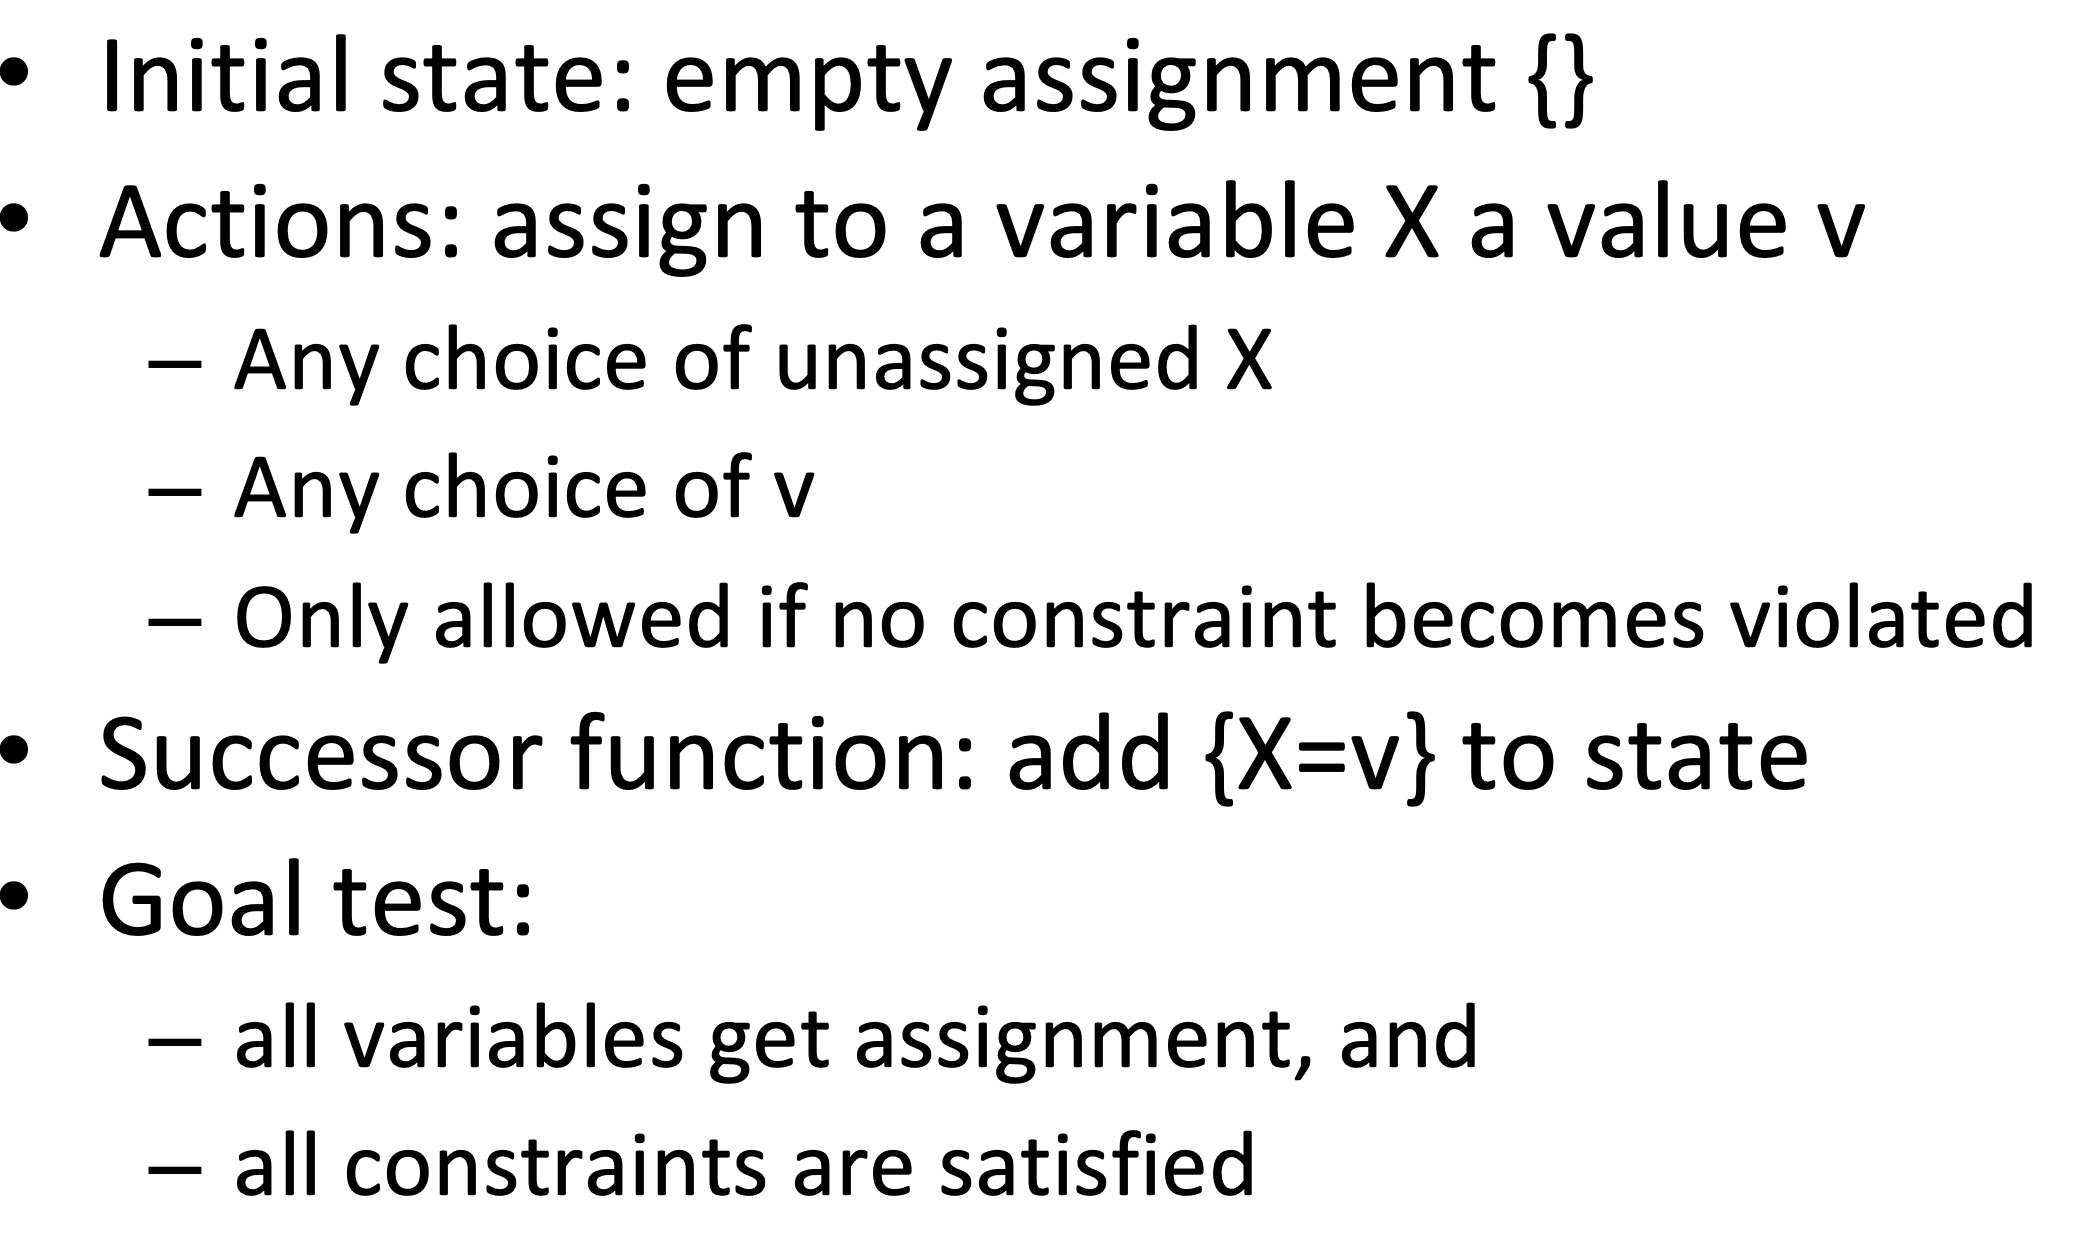 • Initial state: empty assignment {}
• Actions: assign to a variable X a value v
– Any choice of unassigned X
– Any choice of v
– Only allowed if no constraint becomes violated
• Successor function: add {X=v} to state
• Goal test:
– all variables get assignment, and
– all constraints are satisfied